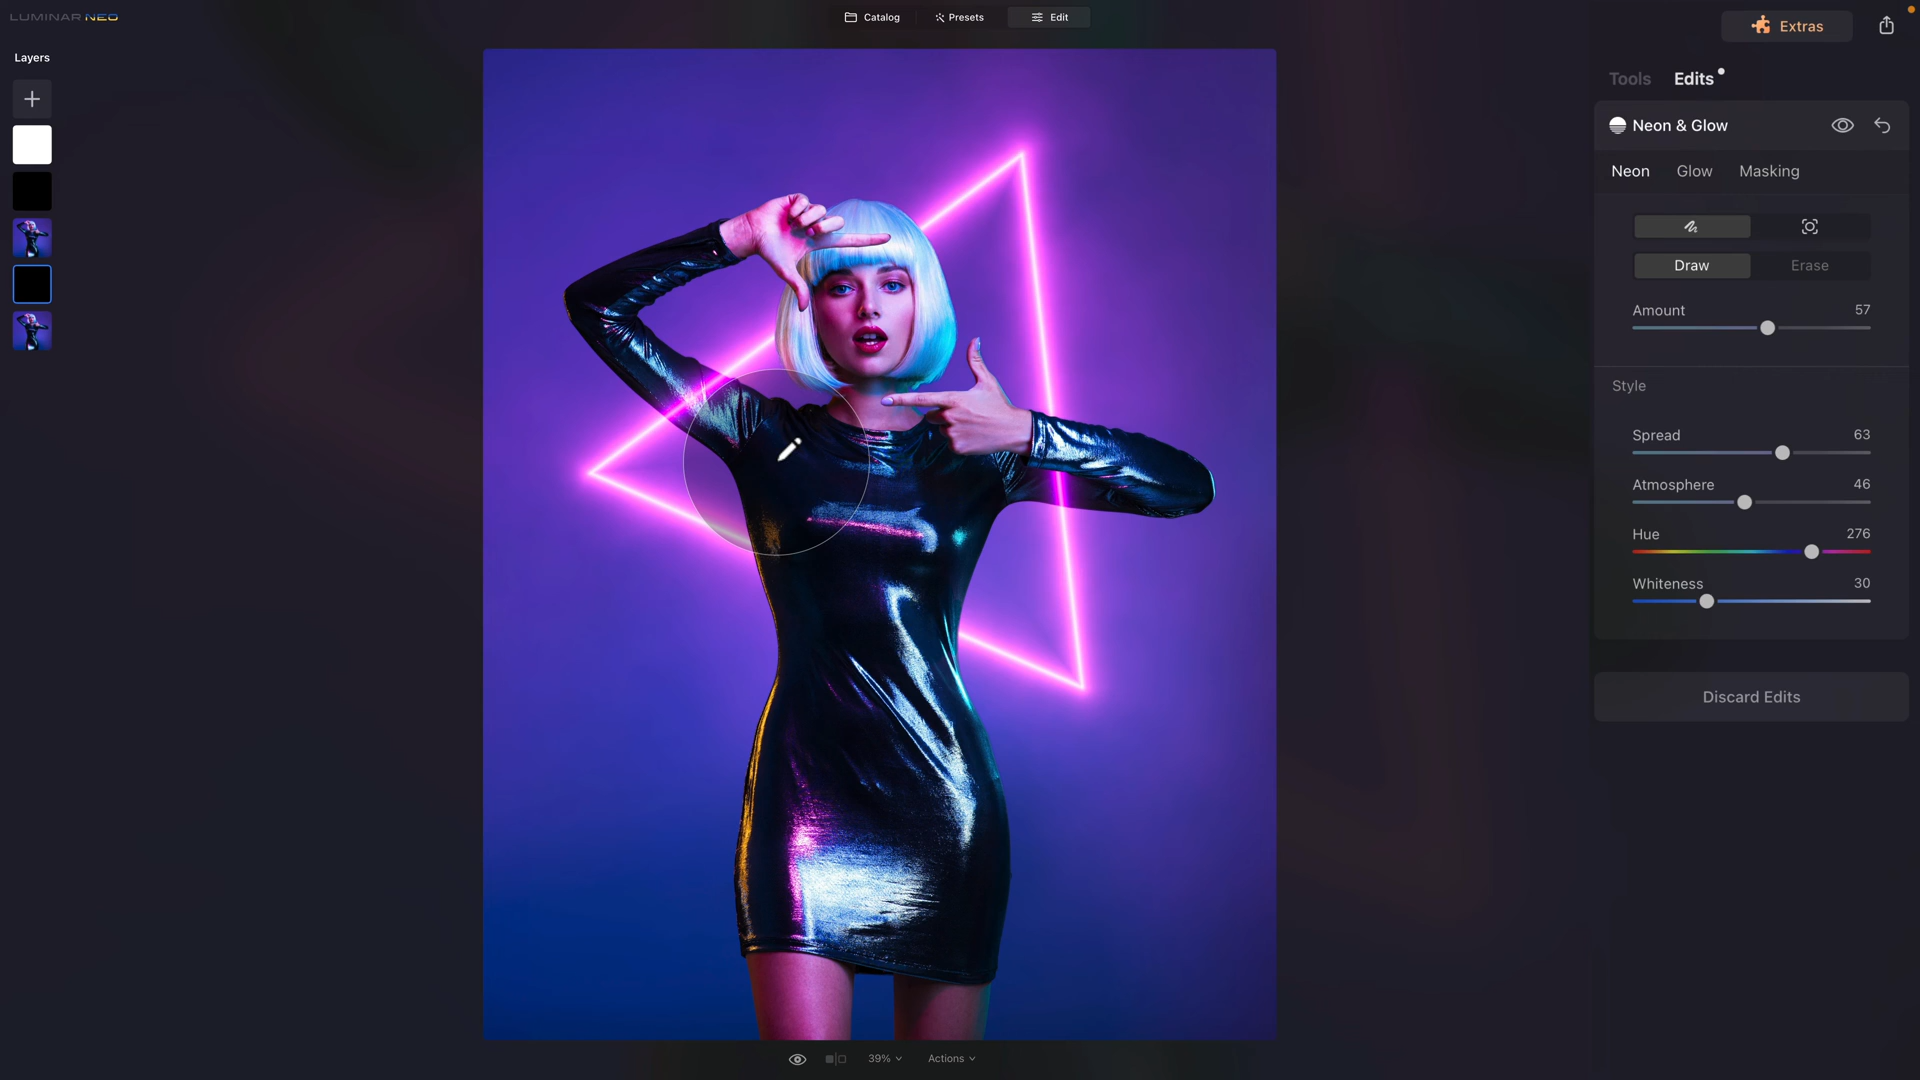 LUMINAR NEO
Catalog
Presets
Edit
Extras
Layers
Tools
Edits
Neon & Glow
Neon
Glow
Masking
Draw
Erase
Amount 57
Style
Spread 63
Atmosphere 46
Hue 276
Whiteness 30
Discard Edits
39%
Actions